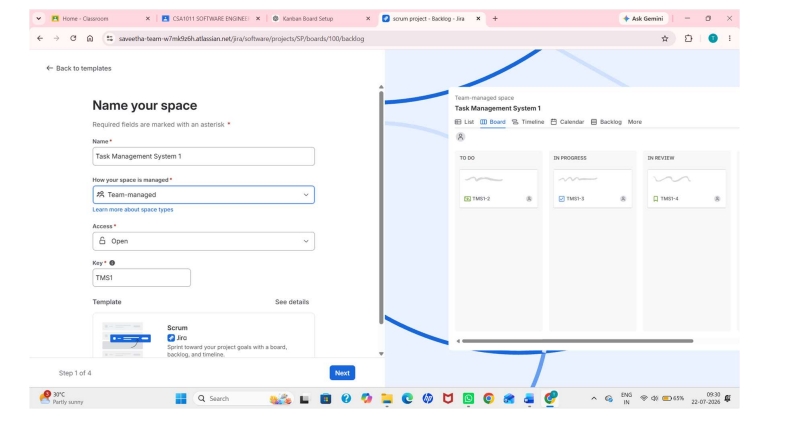 Home - Classroom
CSA1011 SOFTWARE ENGINEERI
Kanban Board Setup
scrum project - Backlog - Jira
Ask Gemini
saveetha-team-w7mk9z6h.atlassian.net/jira/software/projects/SP/boards/100/backlog
← Back to templates
Name your space
Required fields are marked with an asterisk *
Name *
Task Management System 1
How your space is managed *
Team-managed
Learn more about space types
Access *
Open
Key *
TMS1
Template See details
Scrum
Jira
Sprint toward your project goals with a board,
backlog, and timeline.
Step 1 of 4
Next
Team-managed space
Task Management System 1
List Board Timeline Calendar Backlog More
TO DO IN PROGRESS IN REVIEW
TMS1-2 TMS1-3 TMS1-4
30°C
Partly sunny
Search
ENG
IN
65%
09:30
22-07-2026